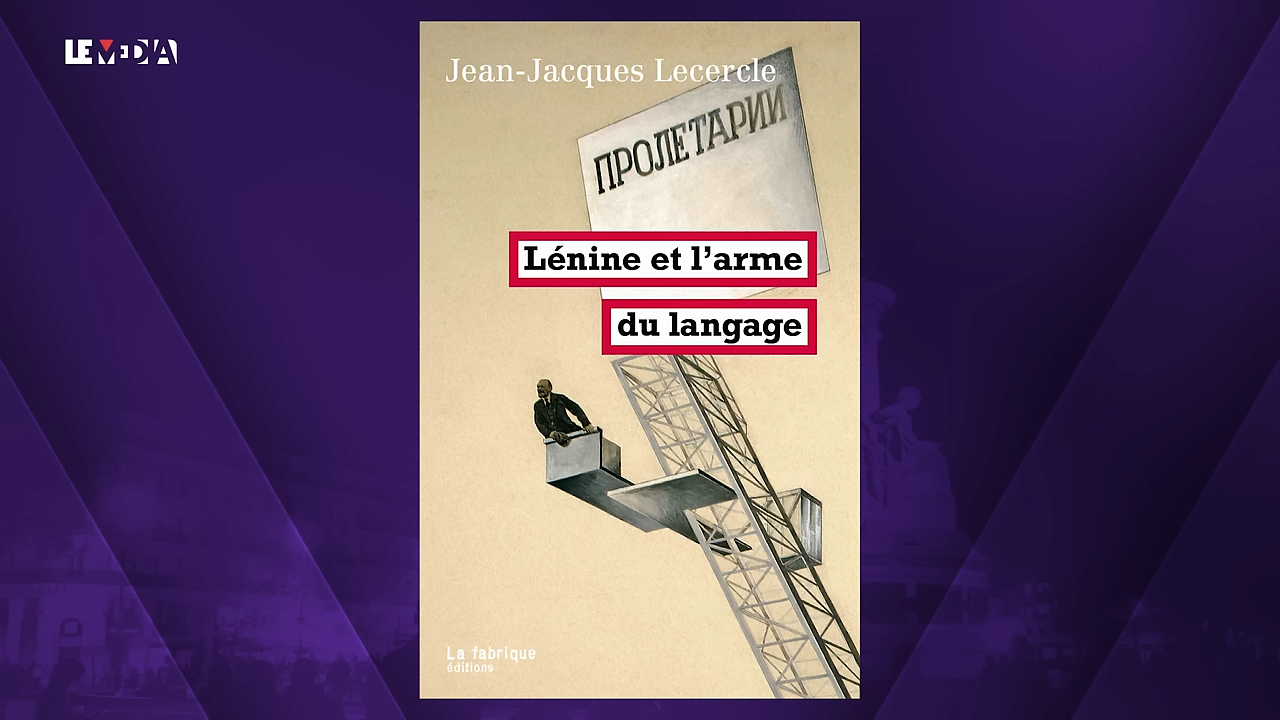 LE MEDIA
Jean-Jacques Lecercle
ПРОЛЕТАРИИ
Lénine et l’arme
du langage
La fabrique
éditions